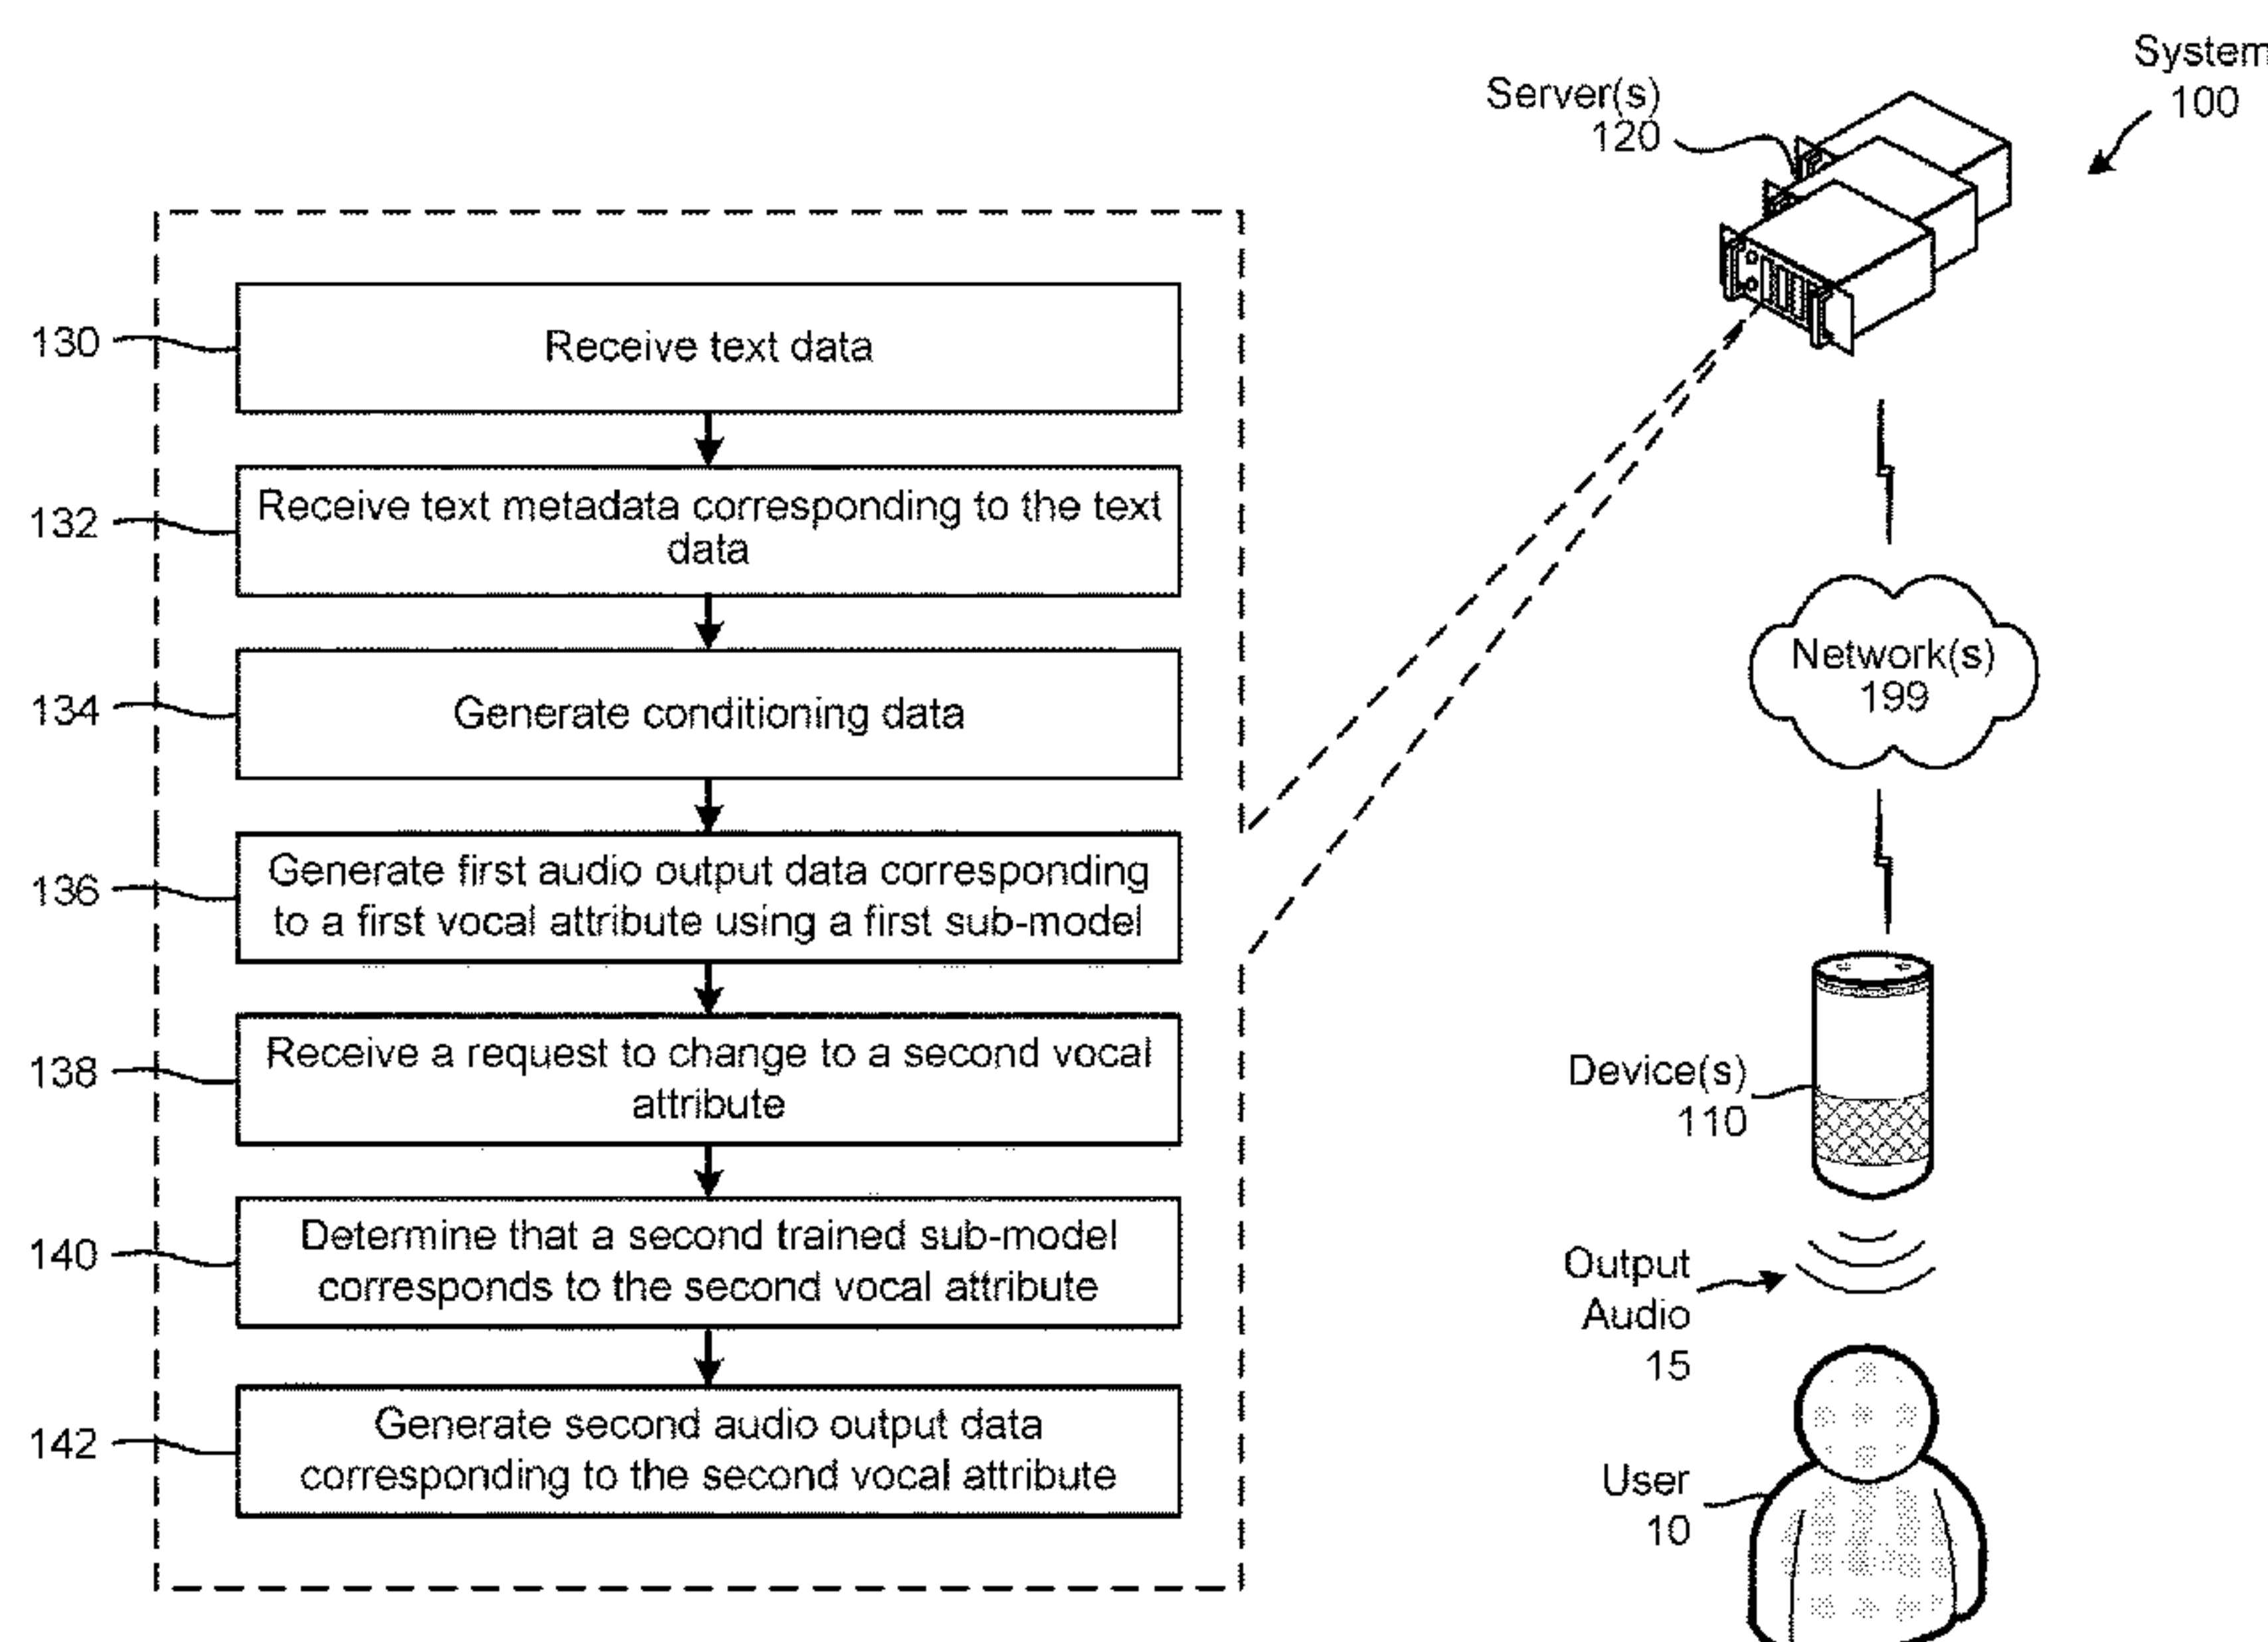 System
100
Server(s)
120
130
Receive text data
132
Receive text metadata corresponding to the text
data
134
Generate conditioning data
136
Generate first audio output data corresponding
to a first vocal attribute using a first sub-model
138
Receive a request to change to a second vocal
attribute
140
Determine that a second trained sub-model
corresponds to the second vocal attribute
142
Generate second audio output data
corresponding to the second vocal attribute
Network(s)
199
Device(s)
110
Output
Audio
15
User
10